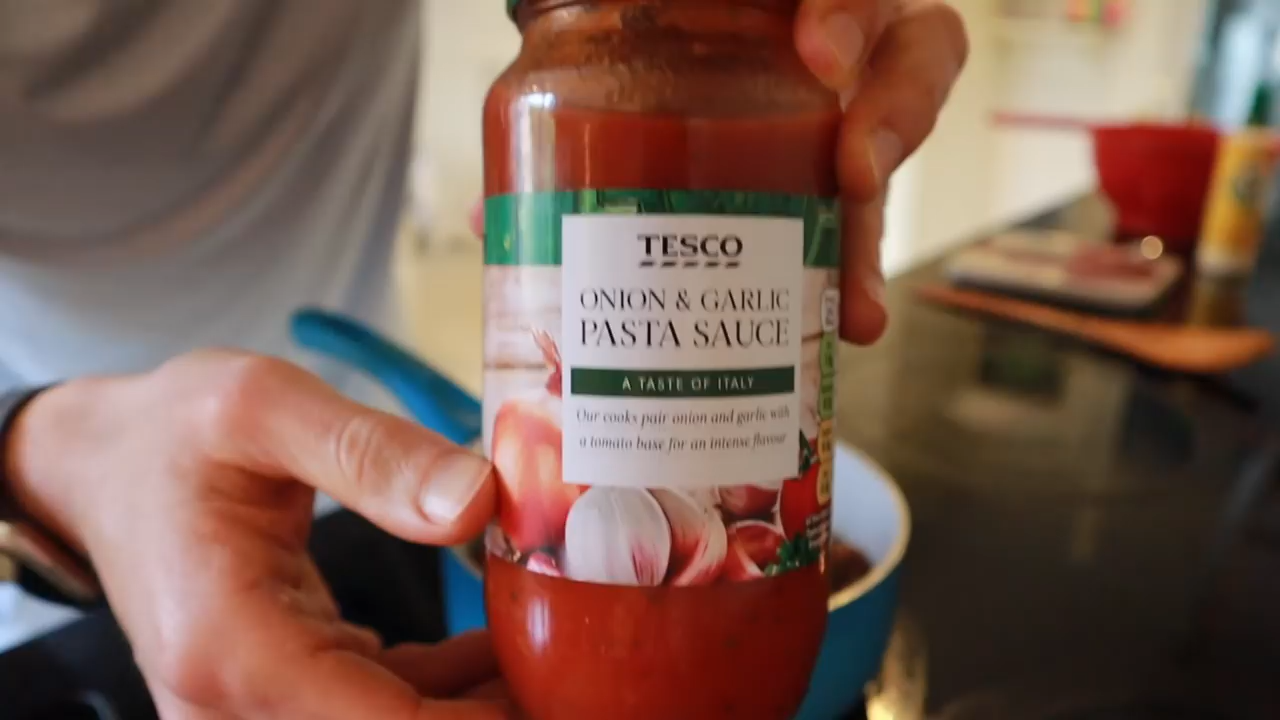 TESCO
ONION & GARLIC
PASTA SAUCE
A TASTE OF ITALY
Our cooks pair onion and garlic with
a tomato base for an intense flavour